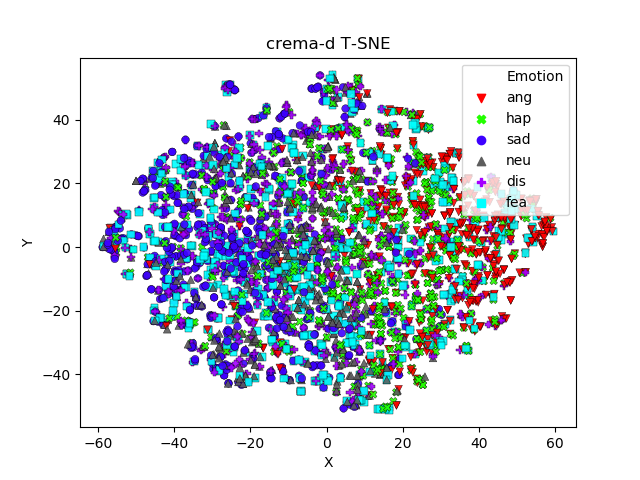 crema-d T-SNE
Emotion
ang
hap
sad
neu
dis
fea
40
20
0
−20
−40
Y
−60
−40
−20
0
20
40
60
X